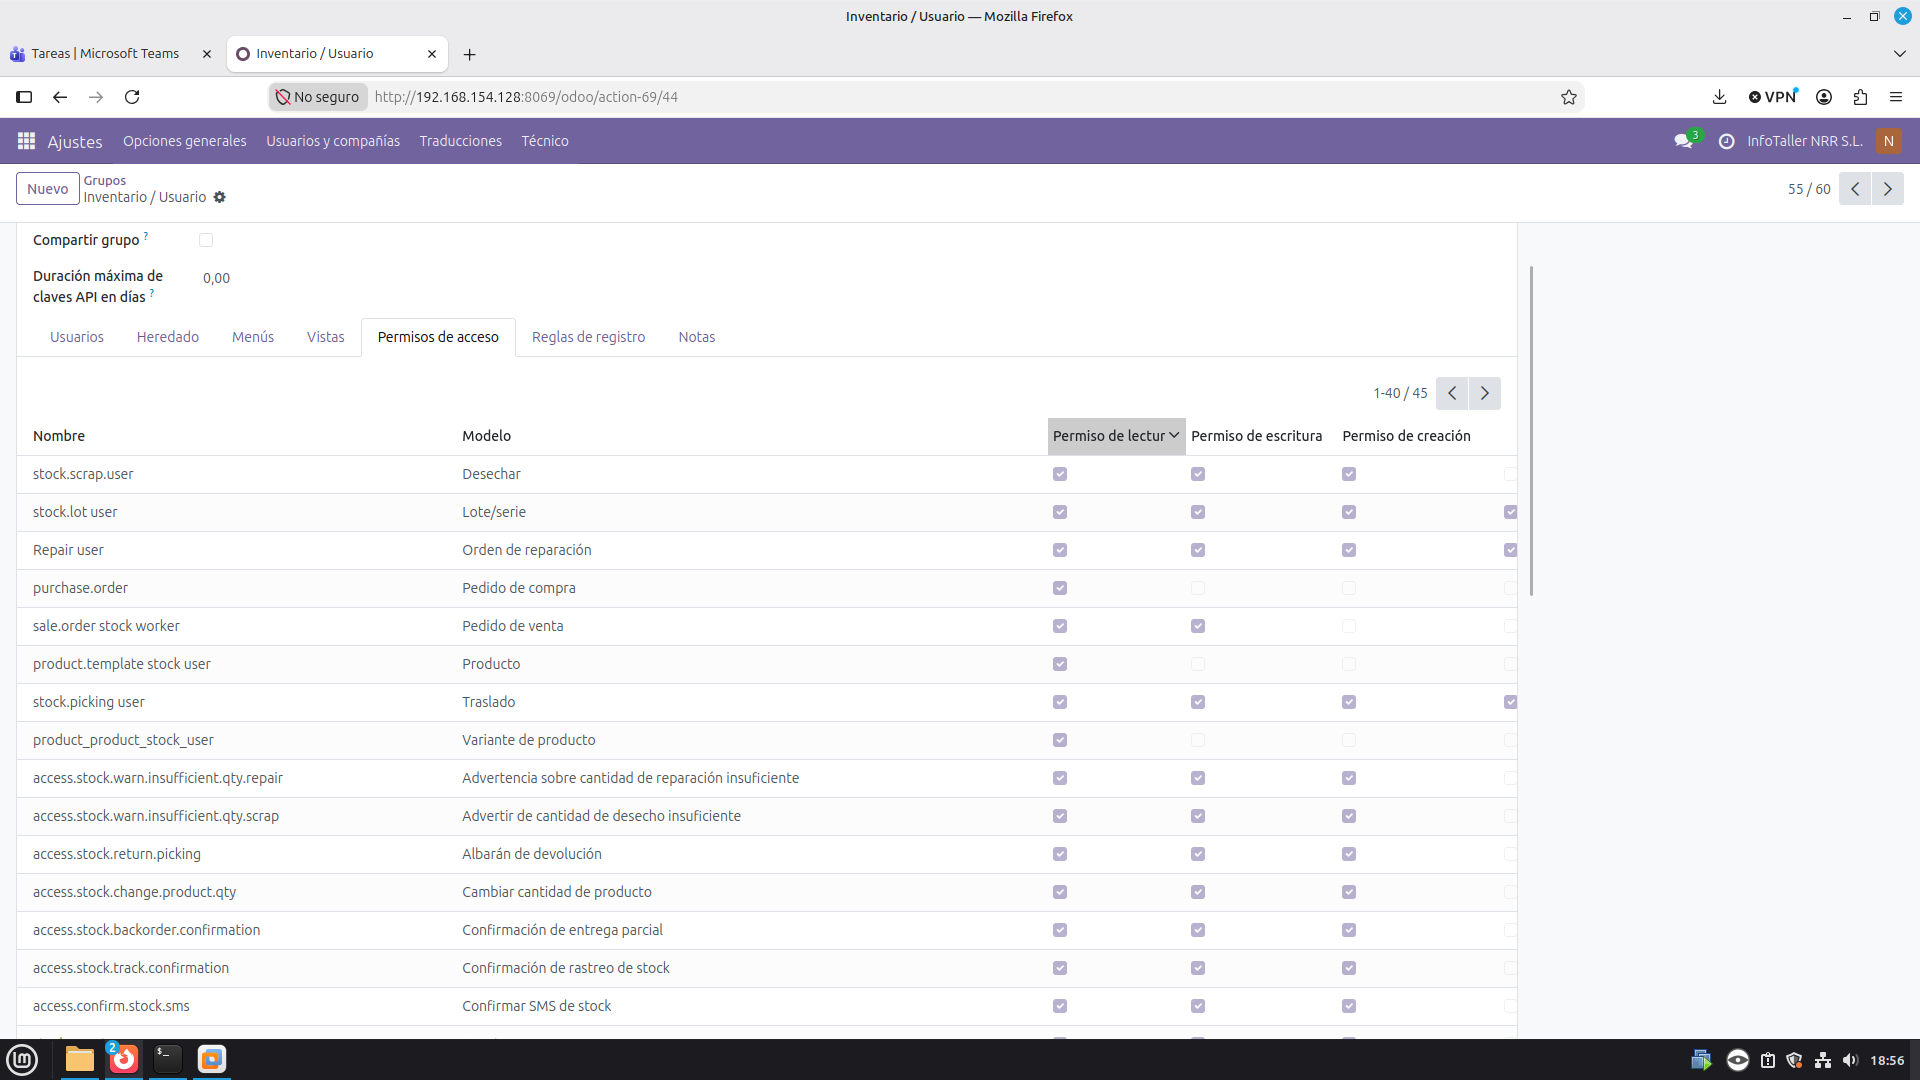 Inventario / Usuario — Mozilla Firefox
Tareas | Microsoft Teams
Inventario / Usuario
No seguro
http://192.168.154.128:8069/odoo/action-69/44
VPN
Ajustes
Opciones generales
Usuarios y compañías
Traducciones
Técnico
3
InfoTaller NRR S.L.
N
Nuevo
Grupos
Inventario / Usuario
55 / 60
Compartir grupo ?
Duración máxima de
claves API en días ?
0,00
Usuarios
Heredado
Menús
Vistas
Permisos de acceso
Reglas de registro
Notas
1-40 / 45
Nombre Modelo Permiso de lectur Permiso de escritura Permiso de creación
stock.scrap.user Desechar
stock.lot user Lote/serie
Repair user Orden de reparación
purchase.order Pedido de compra
sale.order stock worker Pedido de venta
product.template stock user Producto
stock.picking user Traslado
product_product_stock_user Variante de producto
access.stock.warn.insufficient.qty.repair Advertencia sobre cantidad de reparación insuficiente
access.stock.warn.insufficient.qty.scrap Advertir de cantidad de desecho insuficiente
access.stock.return.picking Albarán de devolución
access.stock.change.product.qty Cambiar cantidad de producto
access.stock.backorder.confirmation Confirmación de entrega parcial
access.stock.track.confirmation Confirmación de rastreo de stock
access.confirm.stock.sms Confirmar SMS de stock
2
18:56